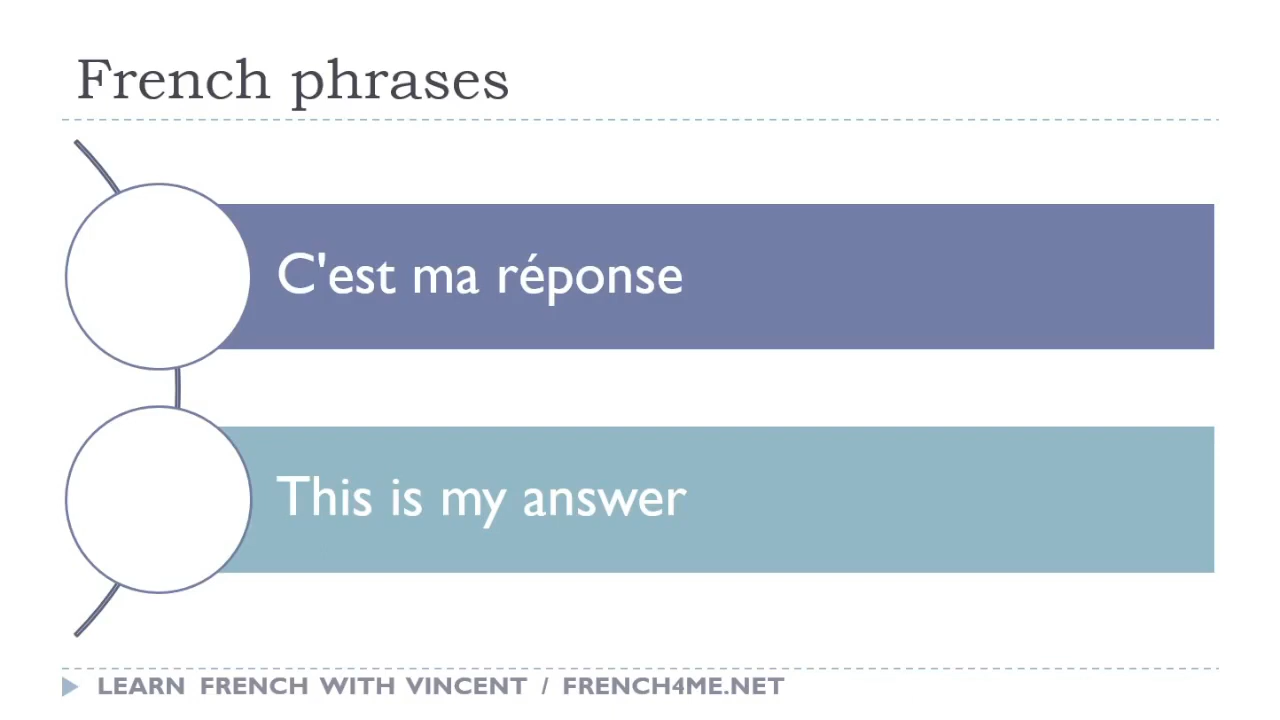 French phrases
C'est ma réponse
This is my answer
LEARN FRENCH WITH VINCENT / FRENCH4ME.NET